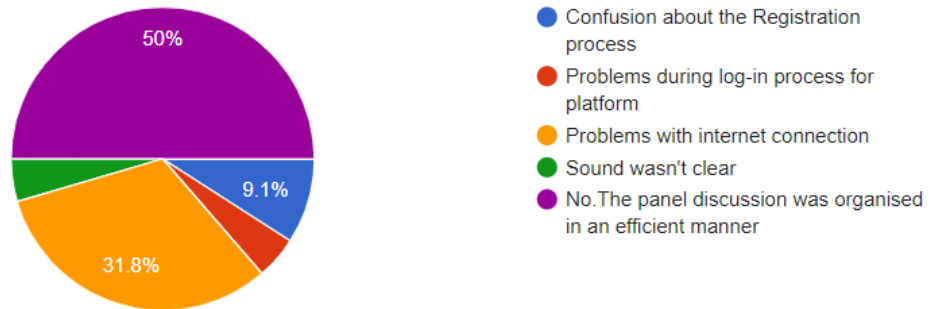 50%
9.1%
31.8%
Confusion about the Registration
process
Problems during log-in process for
platform
Problems with internet connection
Sound wasn't clear
No.The panel discussion was organised
in an efficient manner